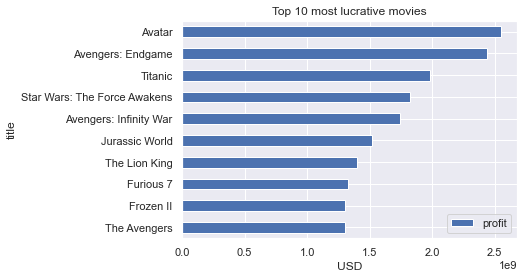 Top 10 most lucrative movies
Avatar
Avengers: Endgame
Titanic
Star Wars: The Force Awakens
Avengers: Infinity War
Jurassic World
The Lion King
Furious 7
Frozen II
The Avengers
title
profit
0.0 0.5 1.0 1.5 2.0 2.5
1e9
USD